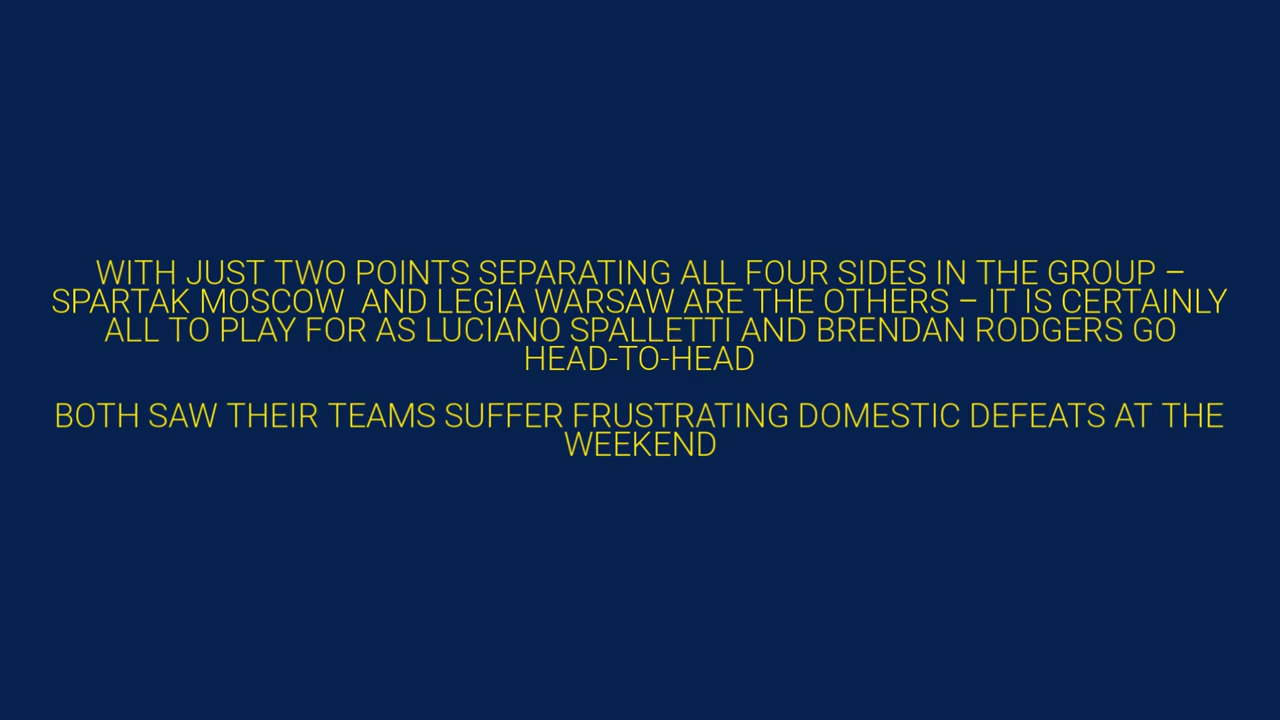 WITH JUST TWO POINTS SEPARATING ALL FOUR SIDES IN THE GROUP –
SPARTAK MOSCOW  AND LEGIA WARSAW ARE THE OTHERS – IT IS CERTAINLY
ALL TO PLAY FOR AS LUCIANO SPALLETTI AND BRENDAN RODGERS GO
HEAD-TO-HEAD
BOTH SAW THEIR TEAMS SUFFER FRUSTRATING DOMESTIC DEFEATS AT THE
WEEKEND